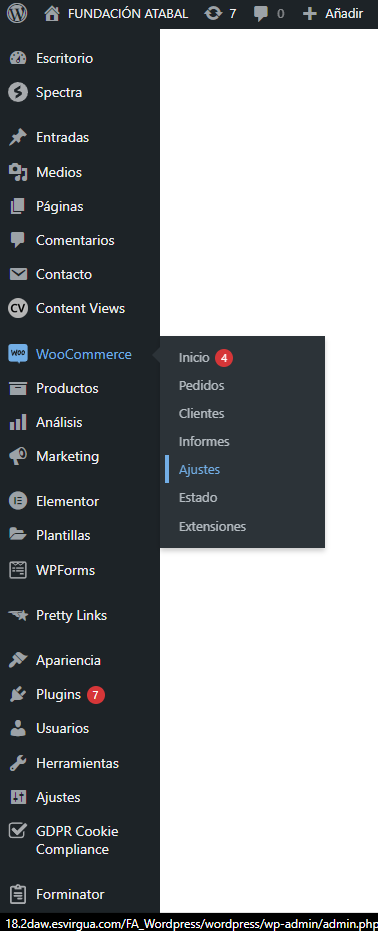 FUNDACIÓN ATABAL 7 0 Añadir
Escritorio
Spectra
Entradas
Medios
Páginas
Comentarios
Contacto
CV Content Views
Woo WooCommerce
Inicio 4
Pedidos
Clientes
Informes
Ajustes
Estado
Extensiones
Productos
Análisis
Marketing
Elementor
Plantillas
WPForms
Pretty Links
Apariencia
Plugins 7
Usuarios
Herramientas
Ajustes
GDPR Cookie
Compliance
Forminator
18.2daw.esvirgua.com/FA_Wordpress/wordpress/wp-admin/admin.php